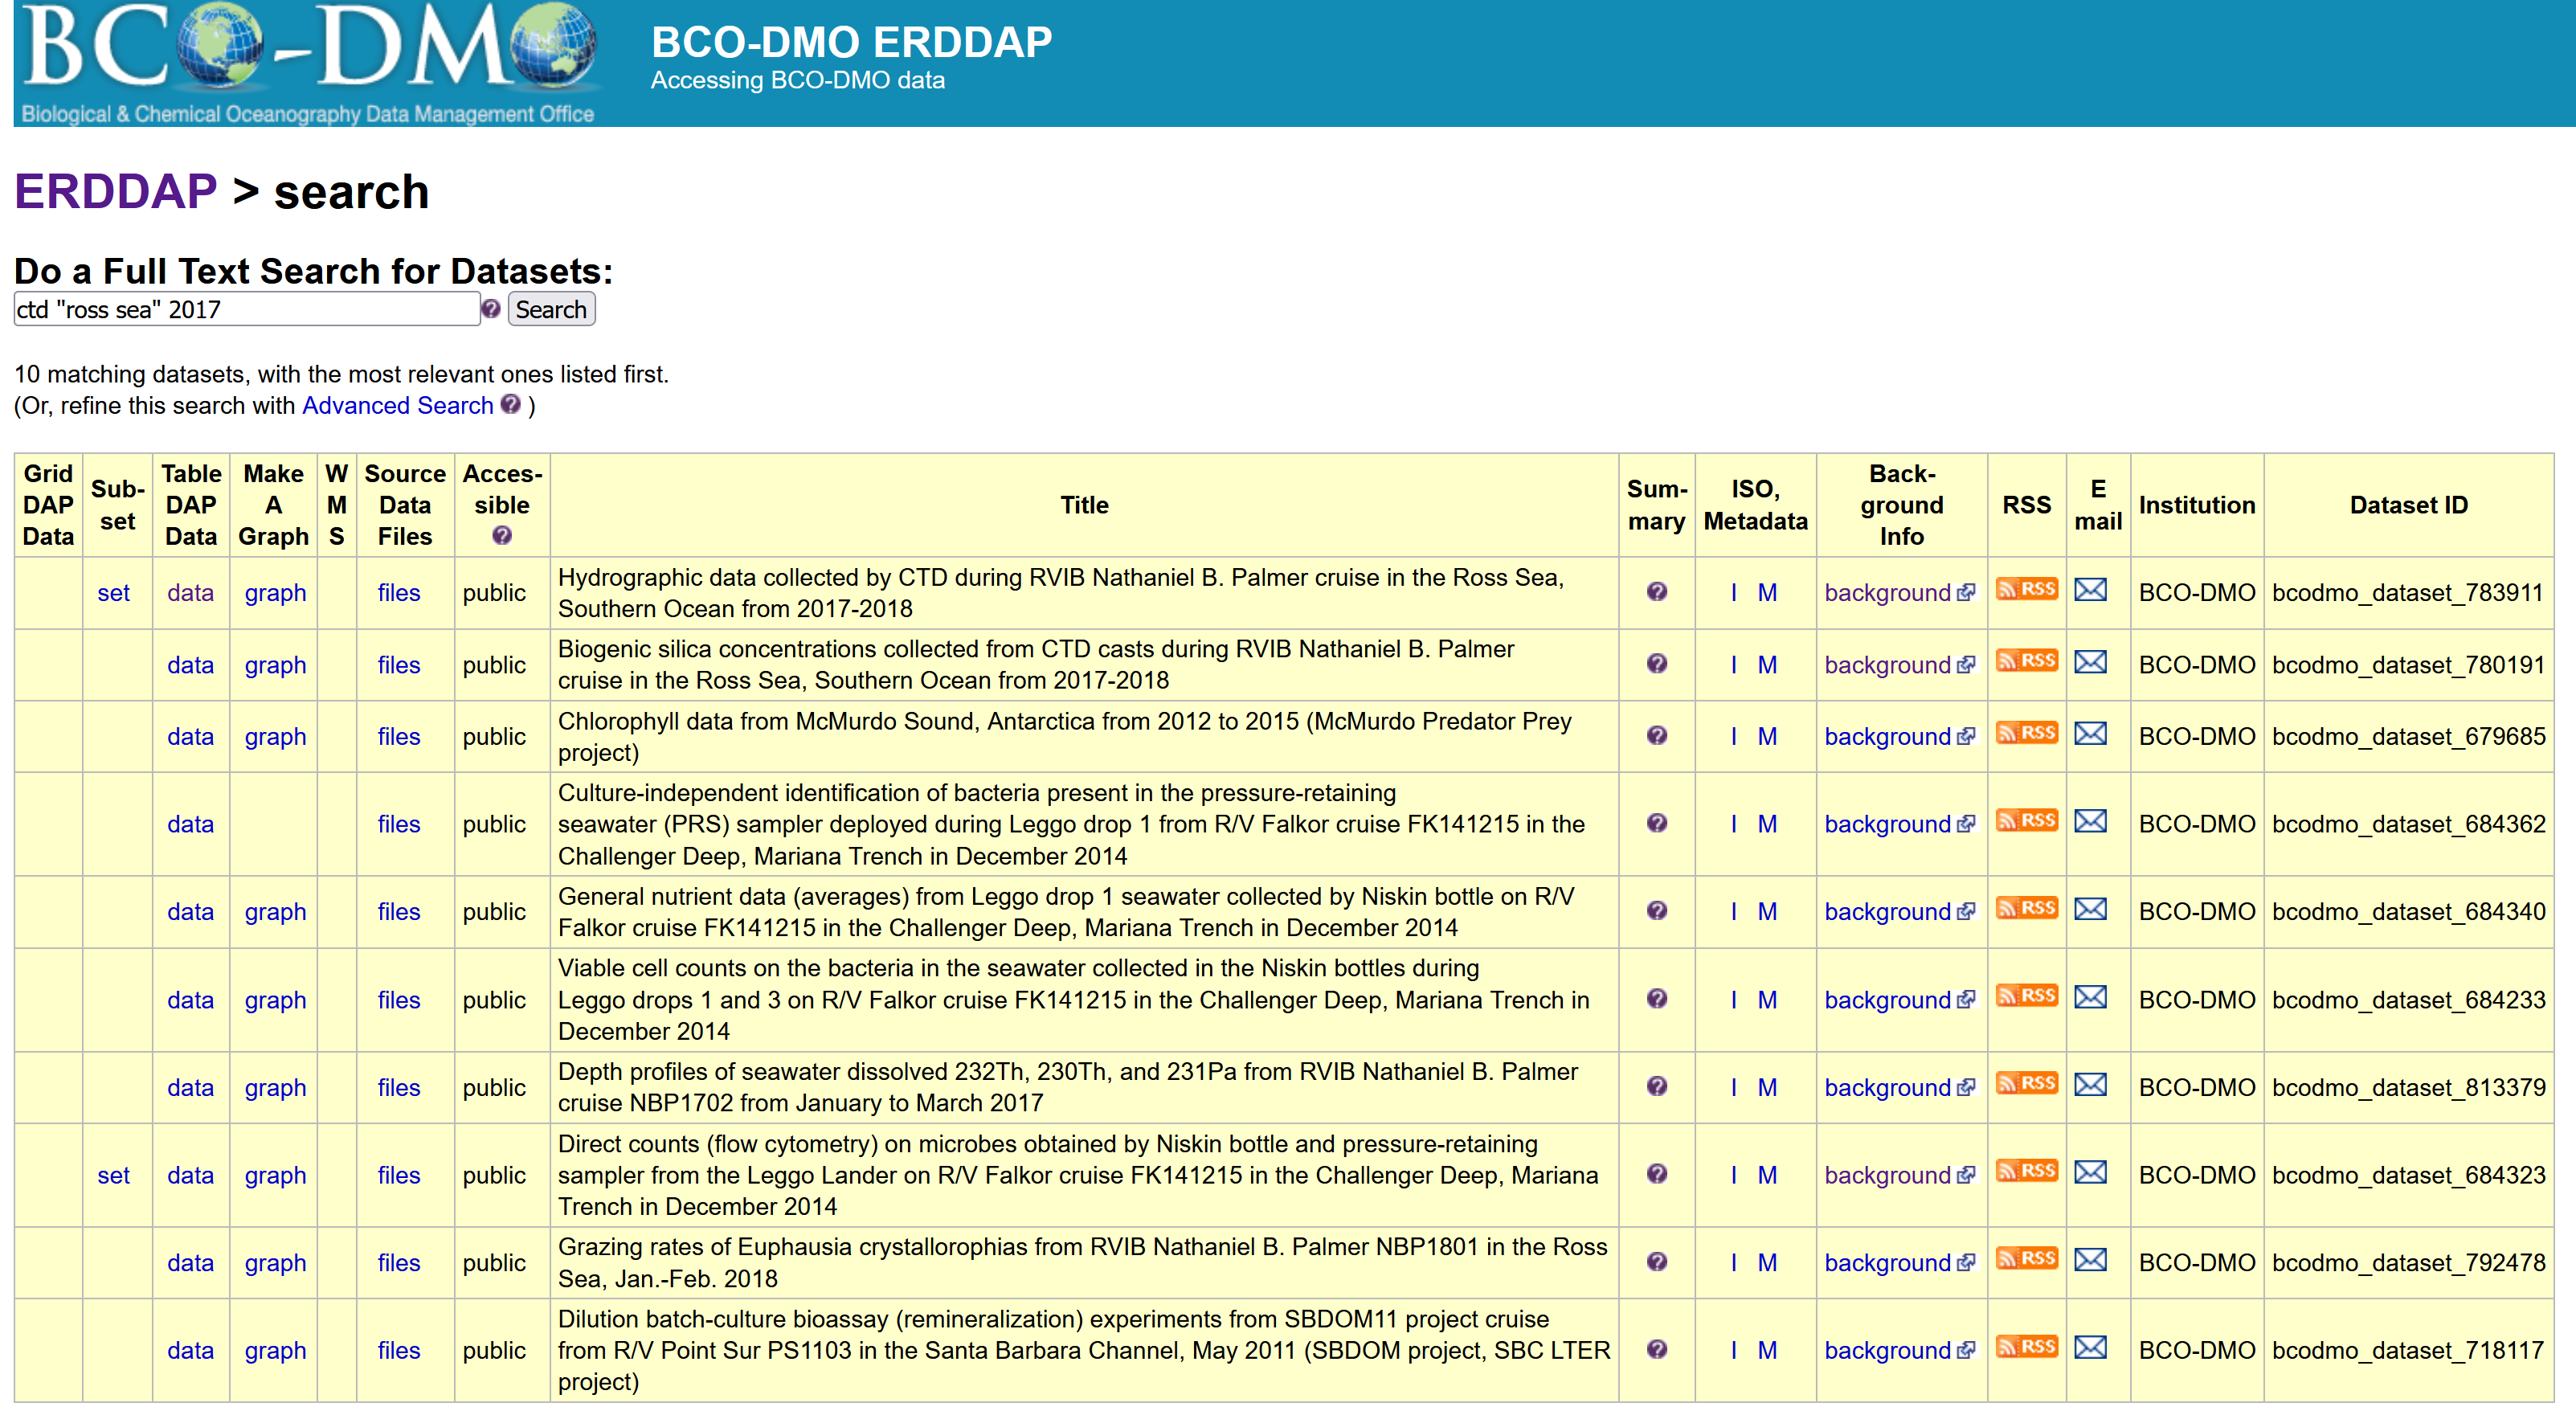 BCO-DMO
Biological & Chemical Oceanography Data Management Office
BCO-DMO ERDDAP
Accessing BCO-DMO data
ERDDAP > search
Do a Full Text Search for Datasets:
ctd "ross sea" 2017 ? Search
10 matching datasets, with the most relevant ones listed first.
(Or, refine this search with Advanced Search ? )
Grid DAP Data
Sub-set
Table DAP Data
Make A Graph
W M S
Source Data Files
Acces-sible ?
Title
Sum-mary
ISO, Metadata
Back-ground Info
RSS
E mail
Institution
Dataset ID
set data graph files public Hydrographic data collected by CTD during RVIB Nathaniel B. Palmer cruise in the Ross Sea,
Southern Ocean from 2017-2018 ? I M background RSS BCO-DMO bcodmo_dataset_783911
data graph files public Biogenic silica concentrations collected from CTD casts during RVIB Nathaniel B. Palmer
cruise in the Ross Sea, Southern Ocean from 2017-2018 ? I M background RSS BCO-DMO bcodmo_dataset_780191
data graph files public Chlorophyll data from McMurdo Sound, Antarctica from 2012 to 2015 (McMurdo Predator Prey
project) ? I M background RSS BCO-DMO bcodmo_dataset_679685
data files public Culture-independent identification of bacteria present in the pressure-retaining
seawater (PRS) sampler deployed during Leggo drop 1 from R/V Falkor cruise FK141215 in the
Challenger Deep, Mariana Trench in December 2014 ? I M background RSS BCO-DMO bcodmo_dataset_684362
data graph files public General nutrient data (averages) from Leggo drop 1 seawater collected by Niskin bottle on R/V
Falkor cruise FK141215 in the Challenger Deep, Mariana Trench in December 2014 ? I M background RSS BCO-DMO bcodmo_dataset_684340
data graph files public Viable cell counts on the bacteria in the seawater collected in the Niskin bottles during
Leggo drops 1 and 3 on R/V Falkor cruise FK141215 in the Challenger Deep, Mariana Trench in
December 2014 ? I M background RSS BCO-DMO bcodmo_dataset_684233
data graph files public Depth profiles of seawater dissolved 232Th, 230Th, and 231Pa from RVIB Nathaniel B. Palmer
cruise NBP1702 from January to March 2017 ? I M background RSS BCO-DMO bcodmo_dataset_813379
set data graph files public Direct counts (flow cytometry) on microbes obtained by Niskin bottle and pressure-retaining
sampler from the Leggo Lander on R/V Falkor cruise FK141215 in the Challenger Deep, Mariana
Trench in December 2014 ? I M background RSS BCO-DMO bcodmo_dataset_684323
data graph files public Grazing rates of Euphausia crystallorophias from RVIB Nathaniel B. Palmer NBP1801 in the Ross
Sea, Jan.-Feb. 2018 ? I M background RSS BCO-DMO bcodmo_dataset_792478
data graph files public Dilution batch-culture bioassay (remineralization) experiments from SBDOM11 project cruise
from R/V Point Sur PS1103 in the Santa Barbara Channel, May 2011 (SBDOM project, SBC LTER
project) ? I M background RSS BCO-DMO bcodmo_dataset_718117